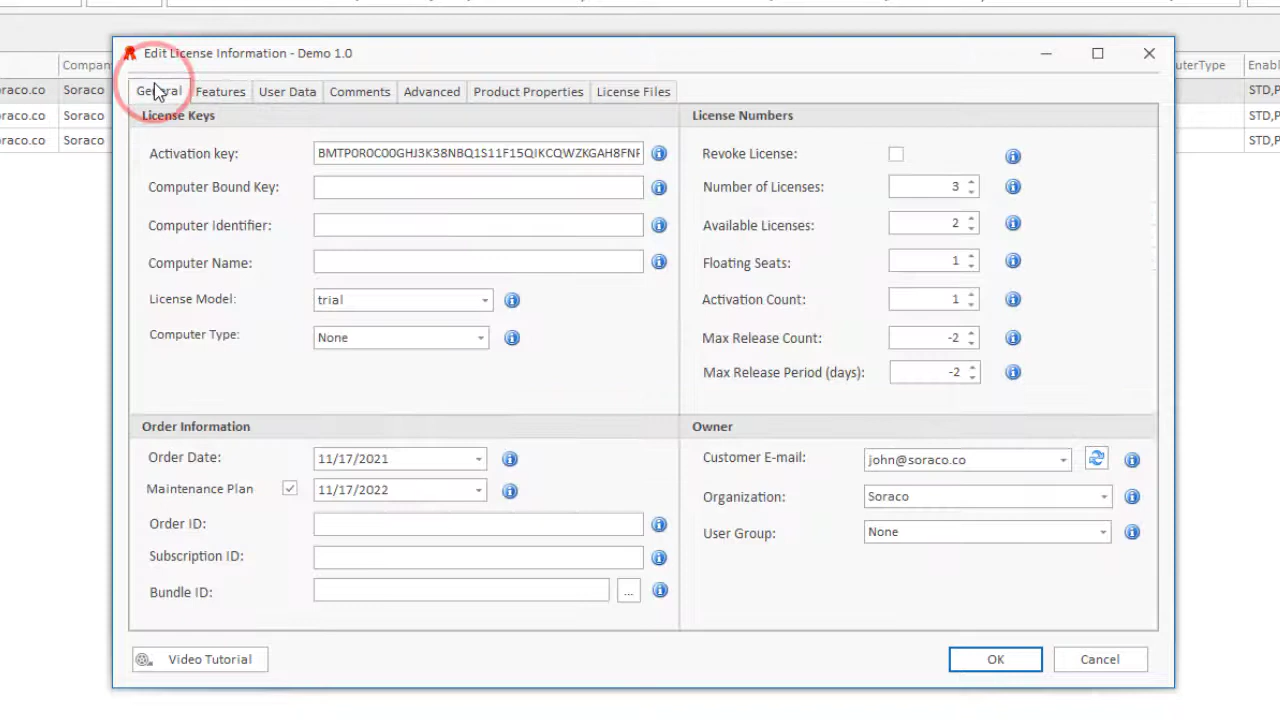 Compan
uterType
Enabl
oraco.co Soraco
STD,P
oraco.co Soraco
STD,P
oraco.co Soraco
STD,P
Edit License Information - Demo 1.0
General Features User Data Comments Advanced Product Properties License Files
License Keys
Activation key:
Computer Bound Key:
Computer Identifier:
Computer Name:
License Model: trial
Computer Type: None
License Numbers
Revoke License:
Number of Licenses: 3
Available Licenses: 2
Floating Seats: 1
Activation Count: 1
Max Release Count: -2
Max Release Period (days): -2
Order Information
Order Date: 11/17/2021
Maintenance Plan 11/17/2022
Order ID:
Subscription ID:
Bundle ID: ...
Owner
Customer E-mail: john@soraco.co
Organization: Soraco
User Group: None
Video Tutorial
OK
Cancel